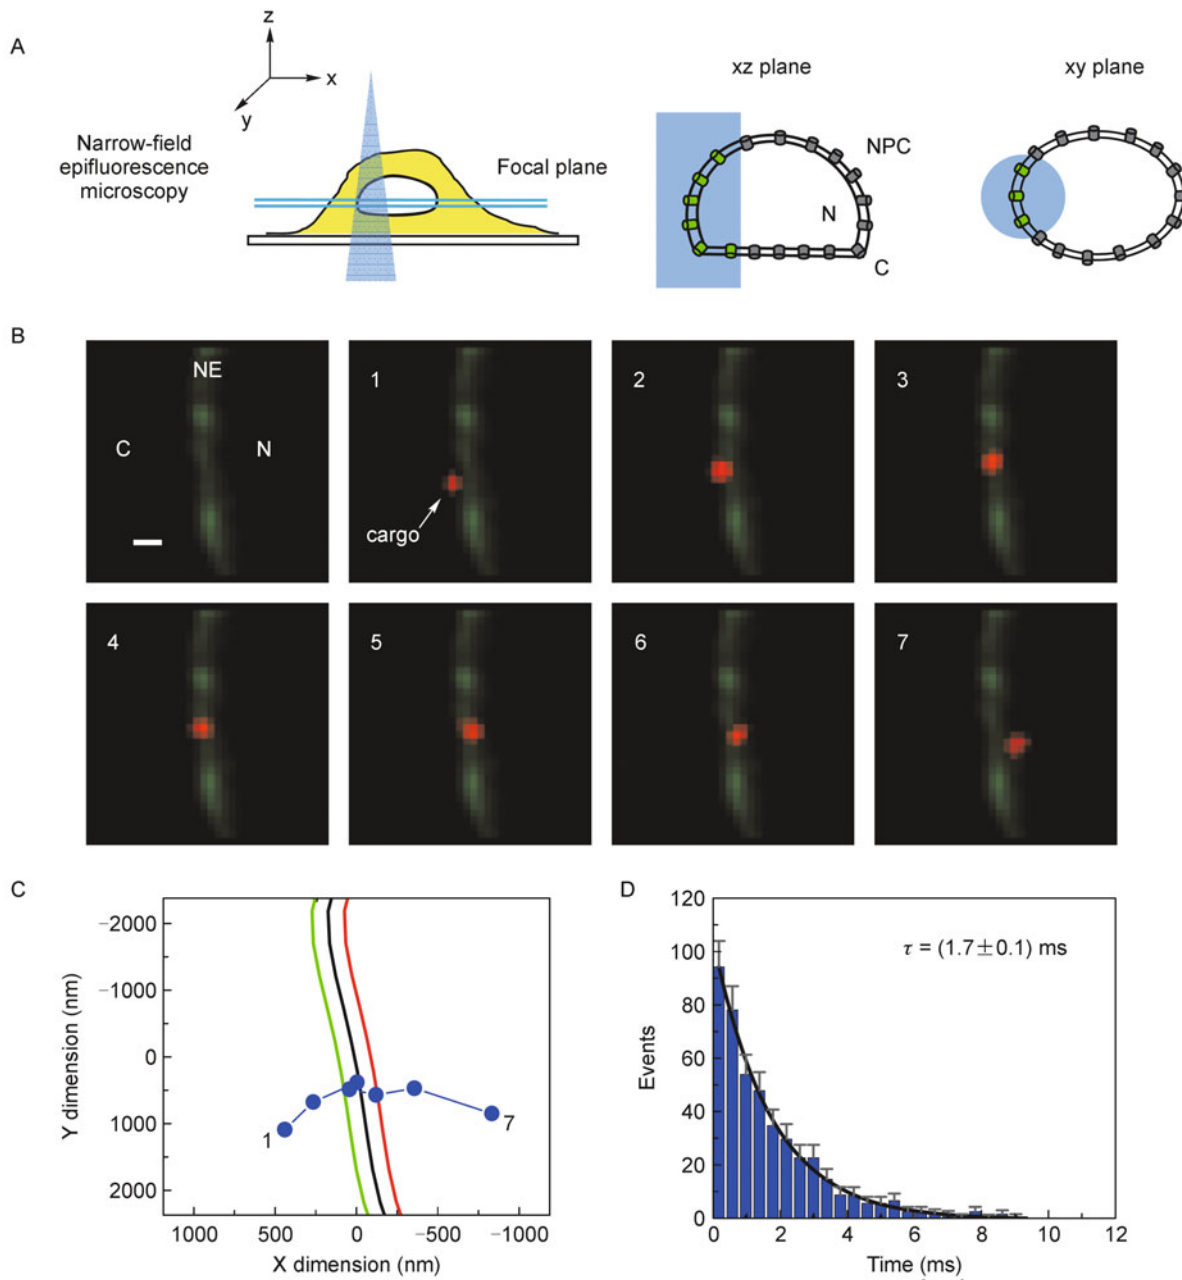 A
z
x
y
Narrow-field
epifluorescence
microscopy
Focal plane
xz plane
NPC
N
C
xy plane
B
NE
C
N
1
cargo
2
3
4
5
6
7
C
Y dimension (nm)
−2000
−1000
0
1000
2000
1
7
1000
500
0
−500
−1000
X dimension (nm)
D
Events
120
100
80
60
40
20
0
τ = (1.7±0.1) ms
0
2
4
6
8
10
12
Time (ms)